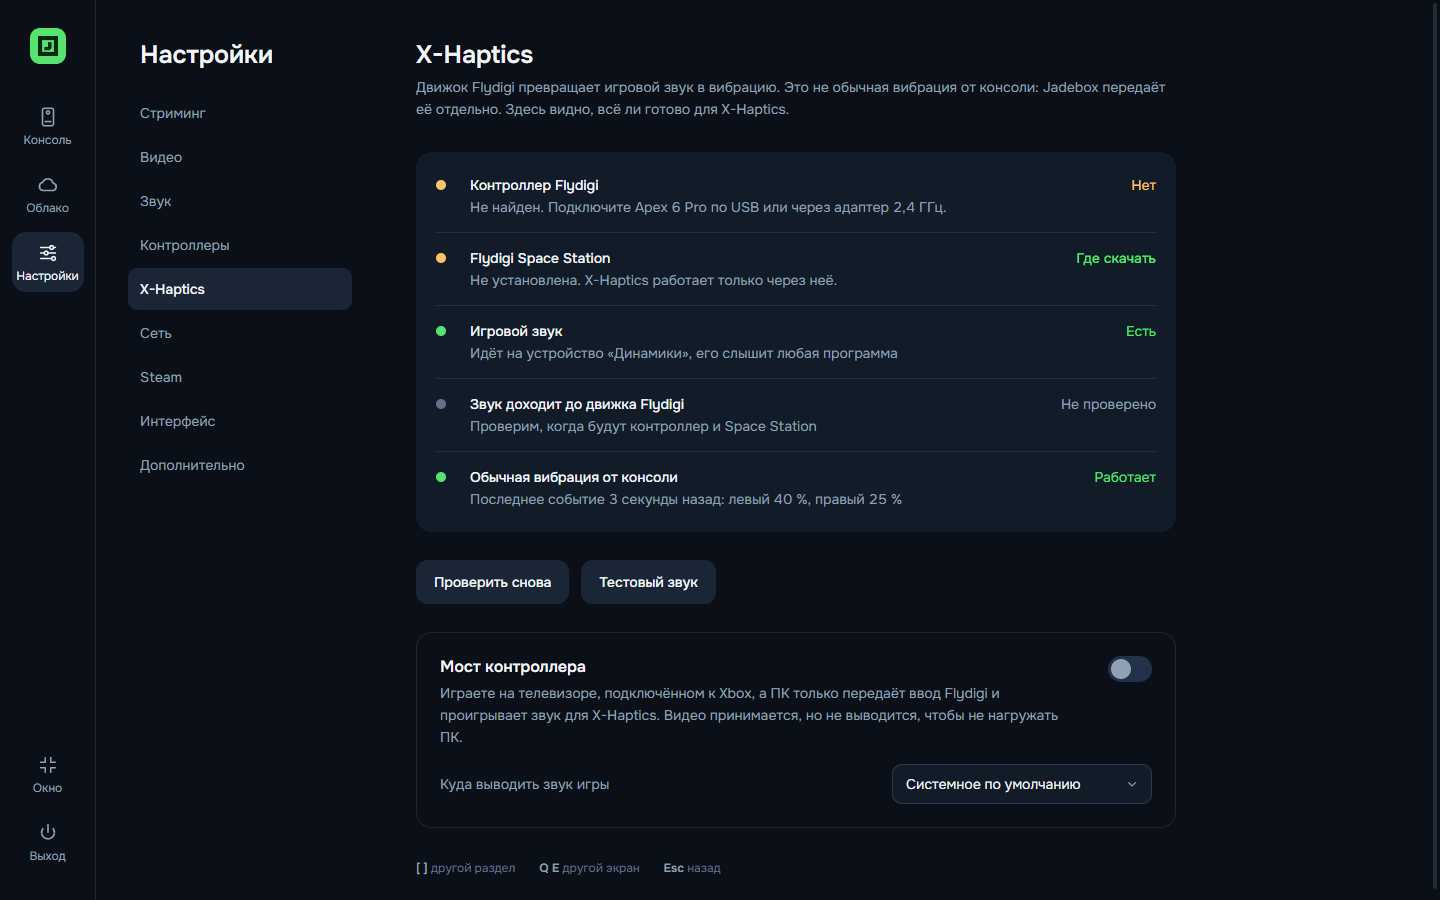 Консоль
Облако
Настройки
Окно
Выход
Настройки
Стриминг
Видео
Звук
Контроллеры
X-Haptics
Сеть
Steam
Интерфейс
Дополнительно
X-Haptics
Движок Flydigi превращает игровой звук в вибрацию. Это не обычная вибрация от консоли: Jadebox передаёт
её отдельно. Здесь видно, всё ли готово для X-Haptics.
Контроллер Flydigi Нет
Не найден. Подключите Apex 6 Pro по USB или через адаптер 2,4 ГГц.
Flydigi Space Station Где скачать
Не установлена. X-Haptics работает только через неё.
Игровой звук Есть
Идёт на устройство «Динамики», его слышит любая программа
Звук доходит до движка Flydigi Не проверено
Проверим, когда будут контроллер и Space Station
Обычная вибрация от консоли Работает
Последнее событие 3 секунды назад: левый 40 %, правый 25 %
Проверить снова Тестовый звук
Мост контроллера
Играете на телевизоре, подключённом к Xbox, а ПК только передаёт ввод Flydigi и
проигрывает звук для X-Haptics. Видео принимается, но не выводится, чтобы не нагружать
ПК.
Куда выводить звук игры Системное по умолчанию
[ ] другой раздел Q E другой экран Esc назад